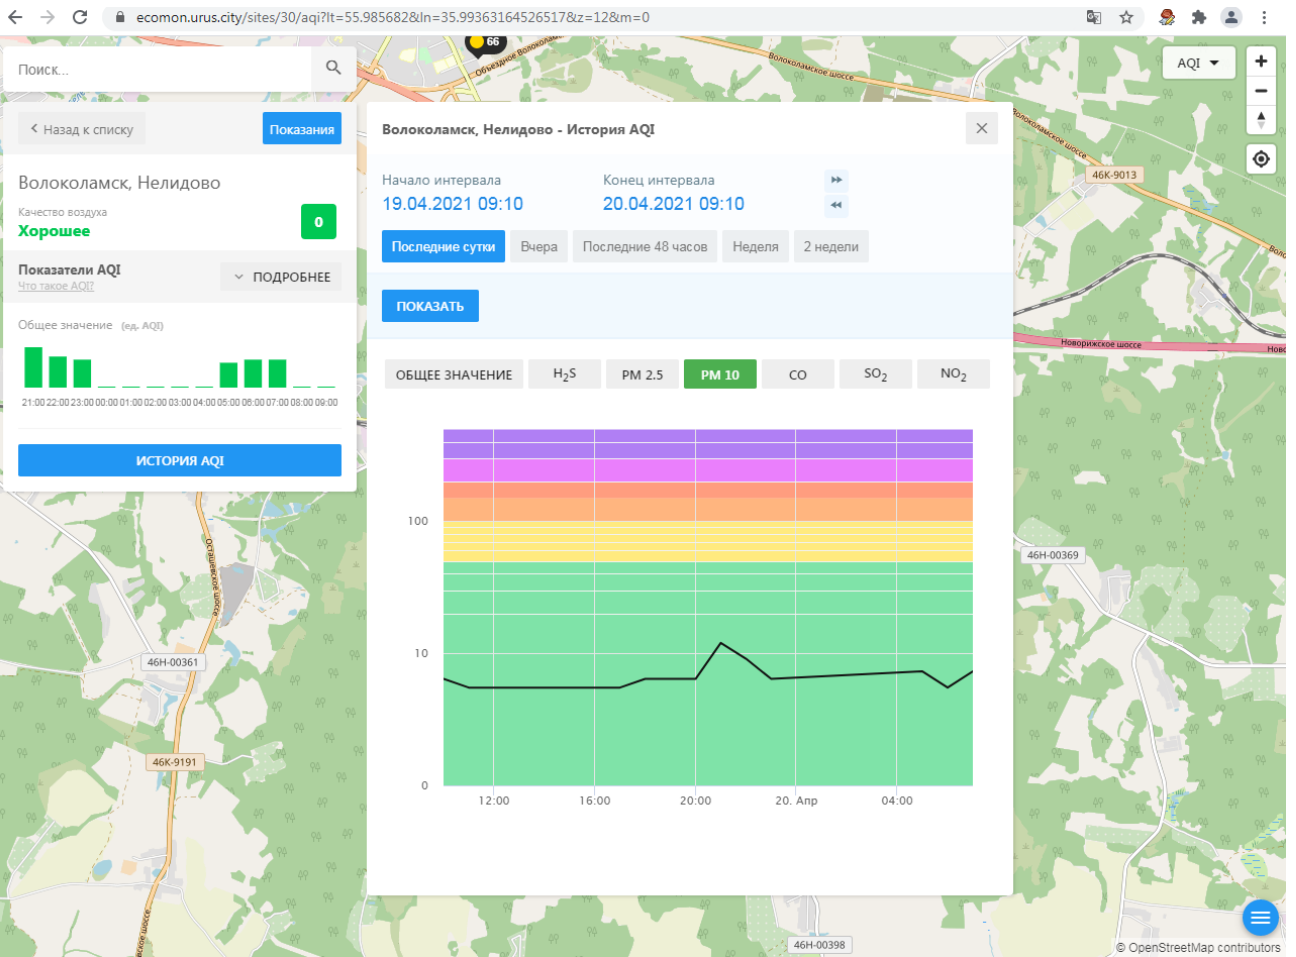 ecomon.urus.city/sites/30/aqi?lt=55.985682&ln=35.99363164526517&z=12&m=0
66
Объездное Волоколамск
Волоколамское шоссе
Поиск...
AQI
Назад к списку
Показания
Волоколамск, Нелидово
Качество воздуха
Хорошее
0
Показатели AQI
Что такое AQI?
ПОДРОБНЕЕ
Общее значение (ед. AQI)
21:00 22:00 23:00 00:00 01:00 02:00 03:00 04:00 05:00 06:00 07:00 08:00 09:00
ИСТОРИЯ AQI
Волоколамск, Нелидово - История AQI
Начало интервала
19.04.2021 09:10
Конец интервала
20.04.2021 09:10
Последние сутки
Вчера
Последние 48 часов
Неделя
2 недели
ПОКАЗАТЬ
ОБЩЕЕ ЗНАЧЕНИЕ
H2S
PM 2.5
PM 10
CO
SO2
NO2
100
10
0
12:00
16:00
20:00
20. Апр
04:00
Волоколамское шоссе
46К-9013
Новорижское шоссе
46Н-00369
Осташёвское шоссе
46Н-00361
46К-9191
46Н-00398
© OpenStreetMap contributors